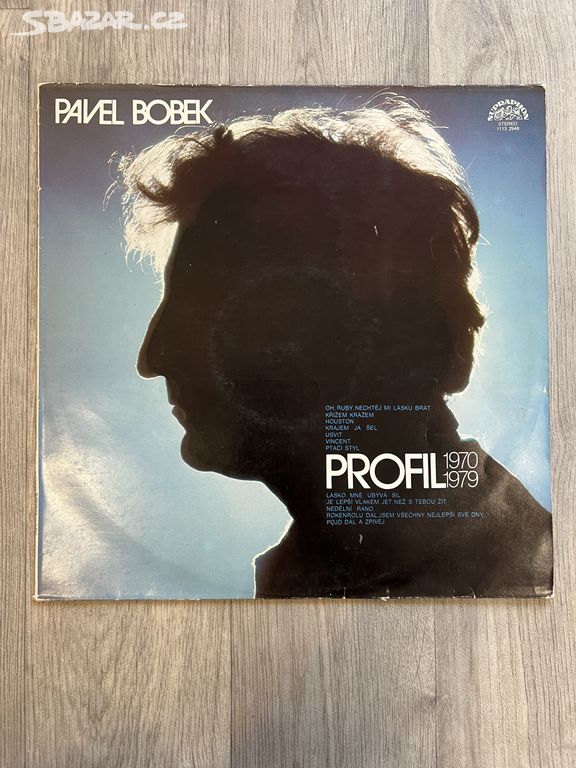 SBAZAR.CZ
PAVEL BOBEK
SUPRAPHON
STEREO
1113 2948
OH, RUBY, NECHTĚJ MI LÁSKU BRÁT
KŘÍŽEM KRÁŽEM
HOUSTON
KRAJEM JÁ ŠEL
ÚSVIT
VINCENT
PTAČÍ STYL
PROFIL 1970
1979
LÁSKO, MNĚ UBÝVÁ SIL
JE LEPŠÍ VLAKEM JET NEŽ S TEBOU ŽÍT
NEDĚLNÍ RÁNO
ROKENROLU DAL JSEM VŠECHNY NEJLEPŠÍ SVÉ DNY
POJĎ DÁL A ZPÍVEJ